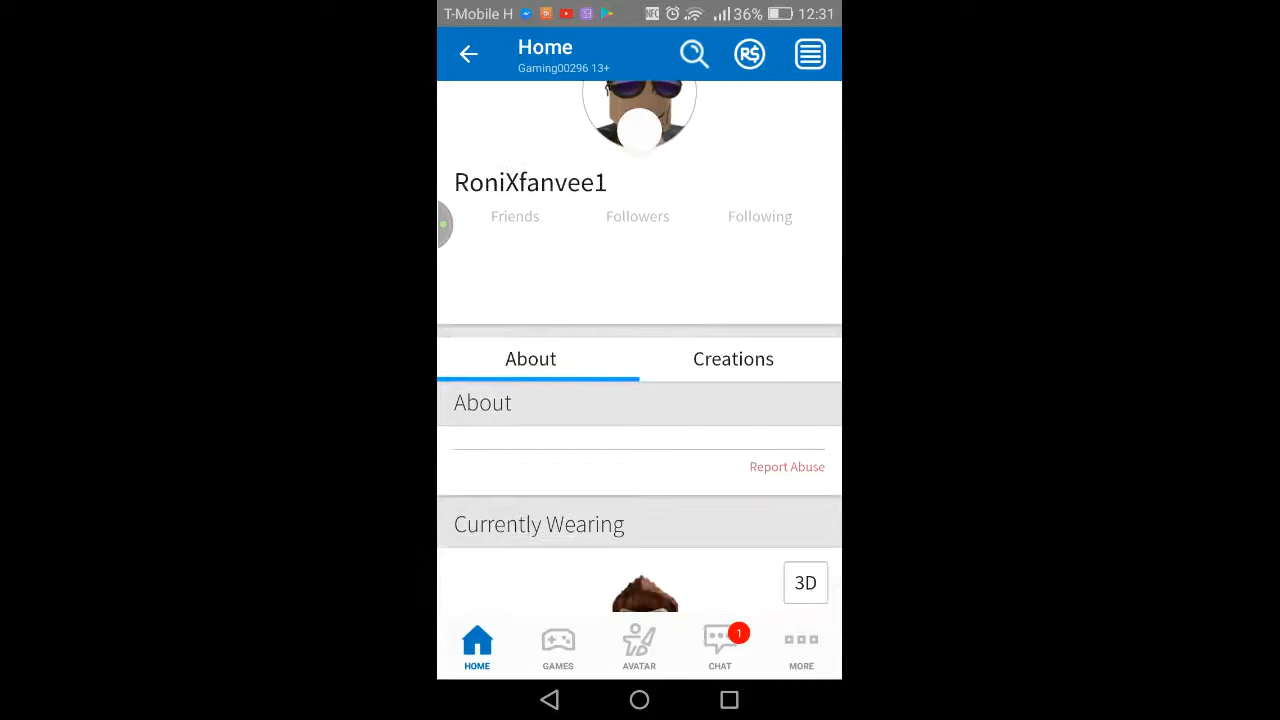 T-Mobile H NFC 36% 12:31
Home
Gaming00296 13+
R$
RoniXfanvee1
Friends Followers Following
About Creations
About
Report Abuse
Currently Wearing
3D
1
HOME GAMES AVATAR CHAT MORE